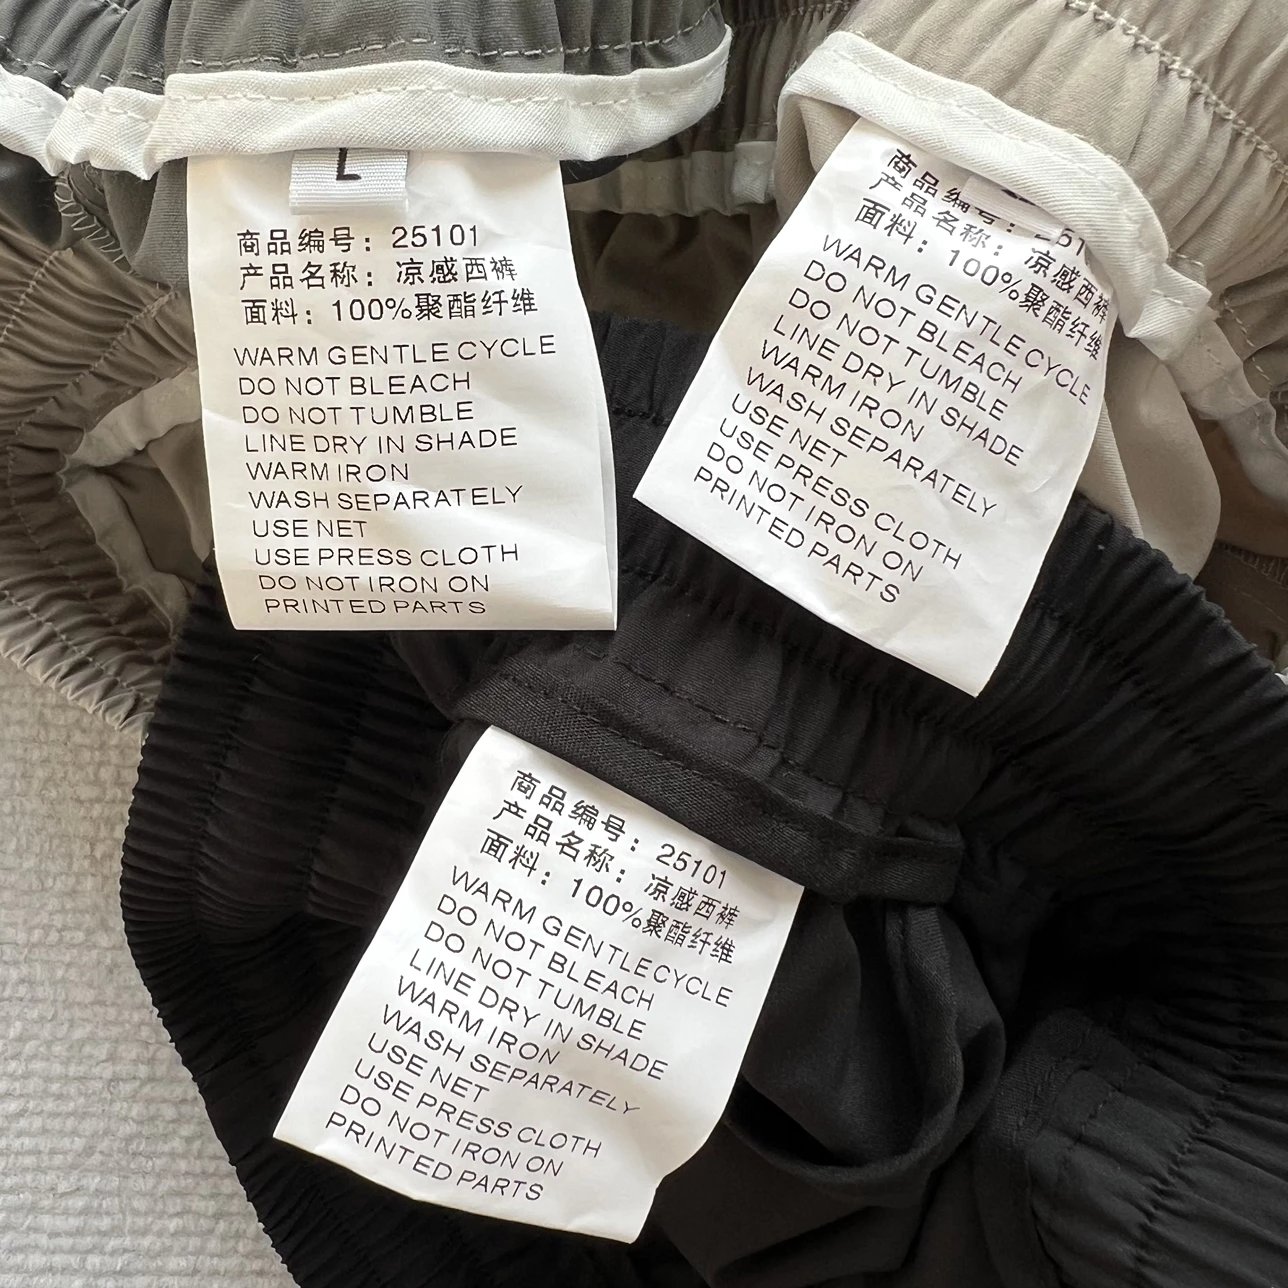 L
商品编号：25101
产品名称：凉感西裤
面料：100%聚酯纤维
WARM GENTLE CYCLE
DO NOT BLEACH
DO NOT TUMBLE
LINE DRY IN SHADE
WARM IRON
WASH SEPARATELY
USE NET
USE PRESS CLOTH
DO NOT IRON ON
PRINTED PARTS
商品编号：251
产品名称：凉感西裤
面料：100%聚酯纤维
WARM GENTLE CYCLE
DO NOT BLEACH
DO NOT TUMBLE
LINE DRY IN SHADE
WARM IRON
WASH SEPARATELY
USE NET
USE PRESS CLOTH
DO NOT IRON ON
PRINTED PARTS
商品编号：25101
产品名称：凉感西裤
面料：100%聚酯纤维
WARM GENTLE CYCLE
DO NOT BLEACH
DO NOT TUMBLE
LINE DRY IN SHADE
WARM IRON
WASH SEPARATELY
USE NET
USE PRESS CLOTH
DO NOT IRON ON
PRINTED PARTS